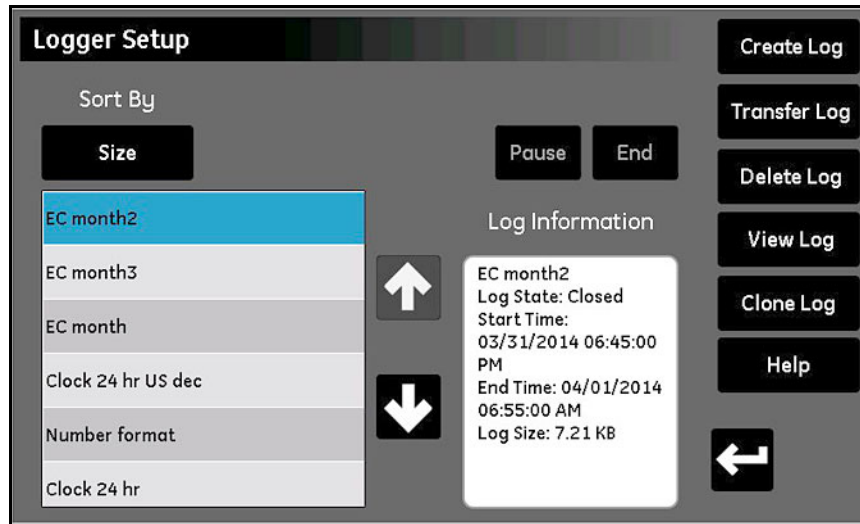 Logger Setup
Sort By
Size
EC month2
EC month3
EC month
Clock 24 hr US dec
Number format
Clock 24 hr
Pause
End
Log Information
EC month2
Log State: Closed
Start Time:
03/31/2014 06:45:00
PM
End Time: 04/01/2014
06:55:00 AM
Log Size: 7.21 KB
Create Log
Transfer Log
Delete Log
View Log
Clone Log
Help